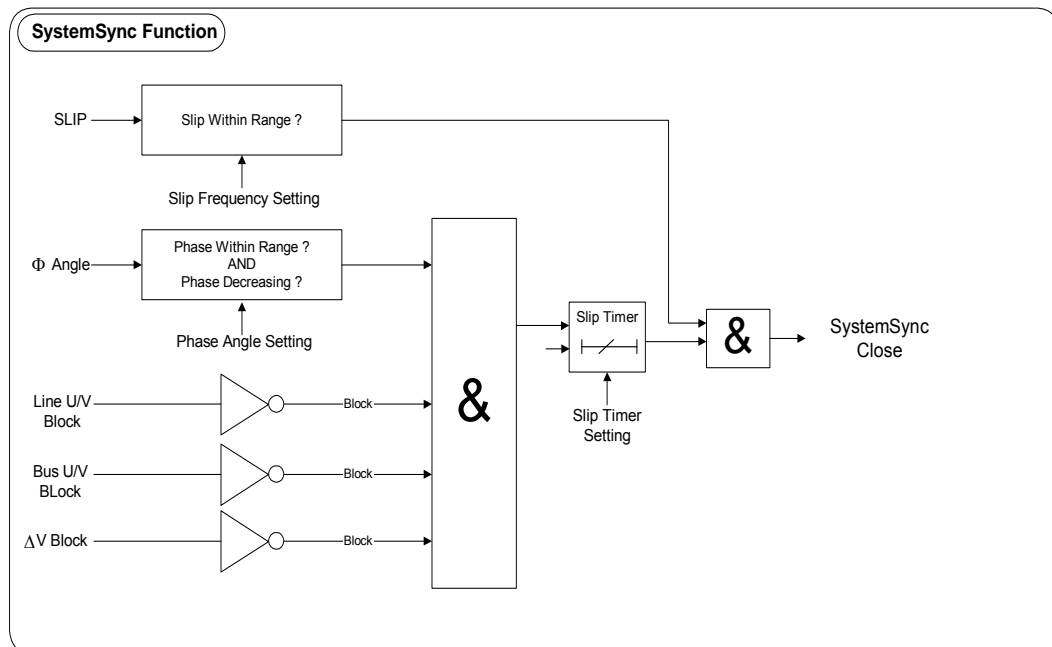 SystemSync Function
SLIP
Slip Within Range ?
Slip Frequency Setting
Φ Angle
Phase Within Range ?
AND
Phase Decreasing ?
Phase Angle Setting
Line U/V
Block
Block
Bus U/V
BLock
Block
ΔV Block
Block
&
Slip Timer
Slip Timer
Setting
&
SystemSync
Close